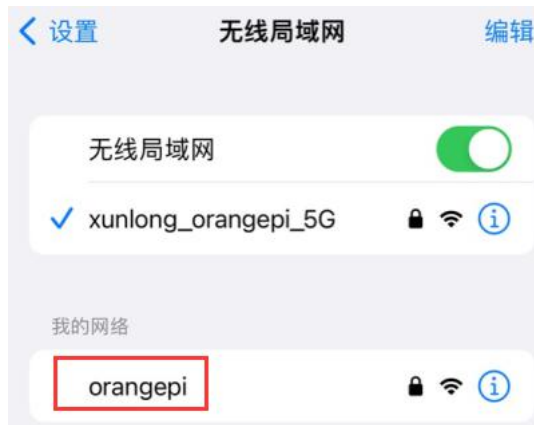 设置 无线局域网 编辑
无线局域网
xunlong_orangepi_5G
我的网络
orangepi